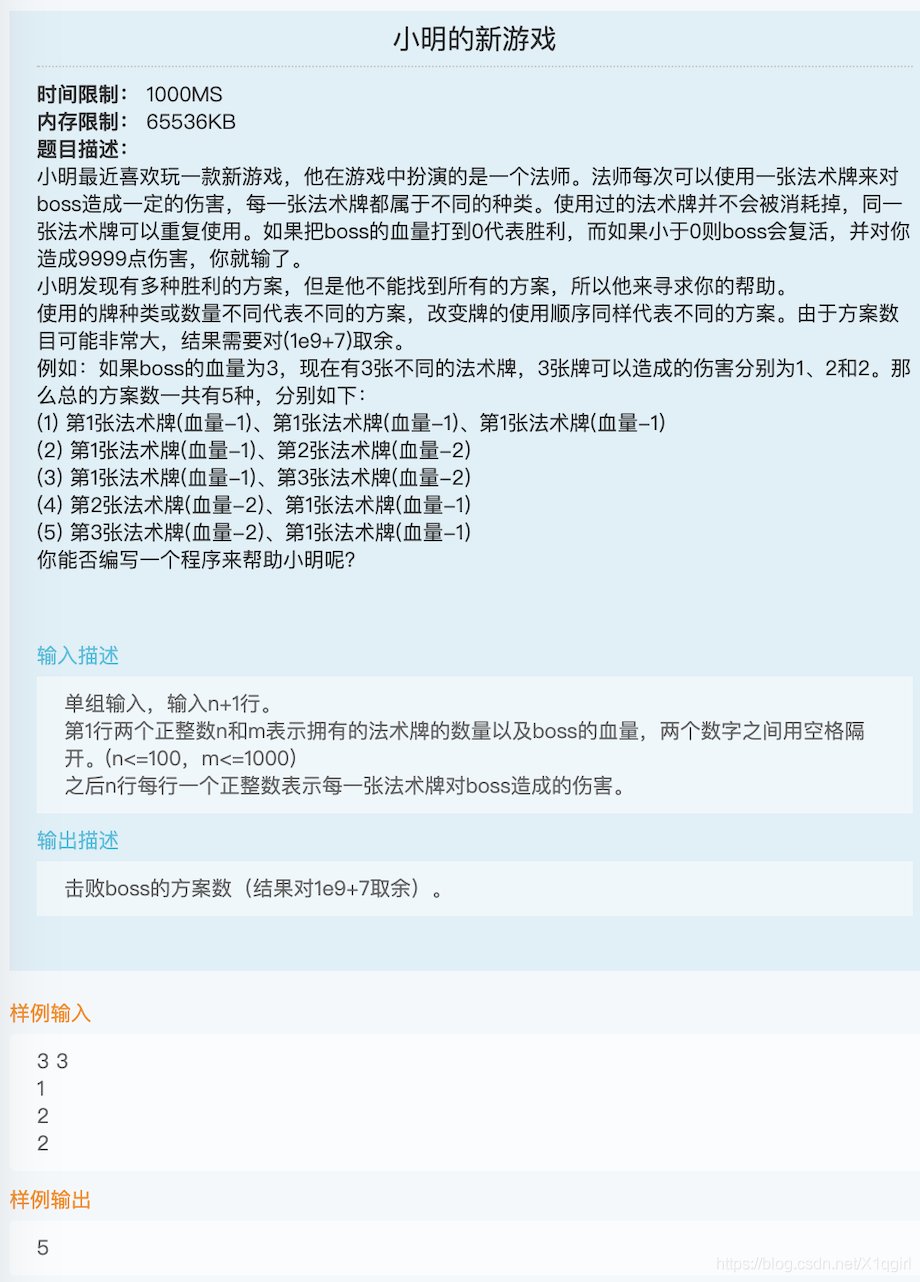 小明的新游戏
时间限制： 1000MS
内存限制： 65536KB
题目描述：
小明最近喜欢玩一款新游戏，他在游戏中扮演的是一个法师。法师每次可以使用一张法术牌来对
boss造成一定的伤害，每一张法术牌都属于不同的种类。使用过的法术牌并不会被消耗掉，同一
张法术牌可以重复使用。如果把boss的血量打到0代表胜利，而如果小于0则boss会复活，并对你
造成9999点伤害，你就输了。
小明发现有多种胜利的方案，但是他不能找到所有的方案，所以他来寻求你的帮助。
使用的牌种类或数量不同代表不同的方案，改变牌的使用顺序同样代表不同的方案。由于方案数
目可能非常大，结果需要对(1e9+7)取余。
例如：如果boss的血量为3，现在有3张不同的法术牌，3张牌可以造成的伤害分别为1、2和2。那
么总的方案数一共有5种，分别如下：
(1) 第1张法术牌(血量-1)、第1张法术牌(血量-1)、第1张法术牌(血量-1)
(2) 第1张法术牌(血量-1)、第2张法术牌(血量-2)
(3) 第1张法术牌(血量-1)、第3张法术牌(血量-2)
(4) 第2张法术牌(血量-2)、第1张法术牌(血量-1)
(5) 第3张法术牌(血量-2)、第1张法术牌(血量-1)
你能否编写一个程序来帮助小明呢?
输入描述
单组输入，输入n+1行。
第1行两个正整数n和m表示拥有的法术牌的数量以及boss的血量，两个数字之间用空格隔
开。(n<=100，m<=1000)
之后n行每行一个正整数表示每一张法术牌对boss造成的伤害。
输出描述
击败boss的方案数（结果对1e9+7取余）。
样例输入
3 3
1
2
2
样例输出
5
https://blog.csdn.net/X1qgirl